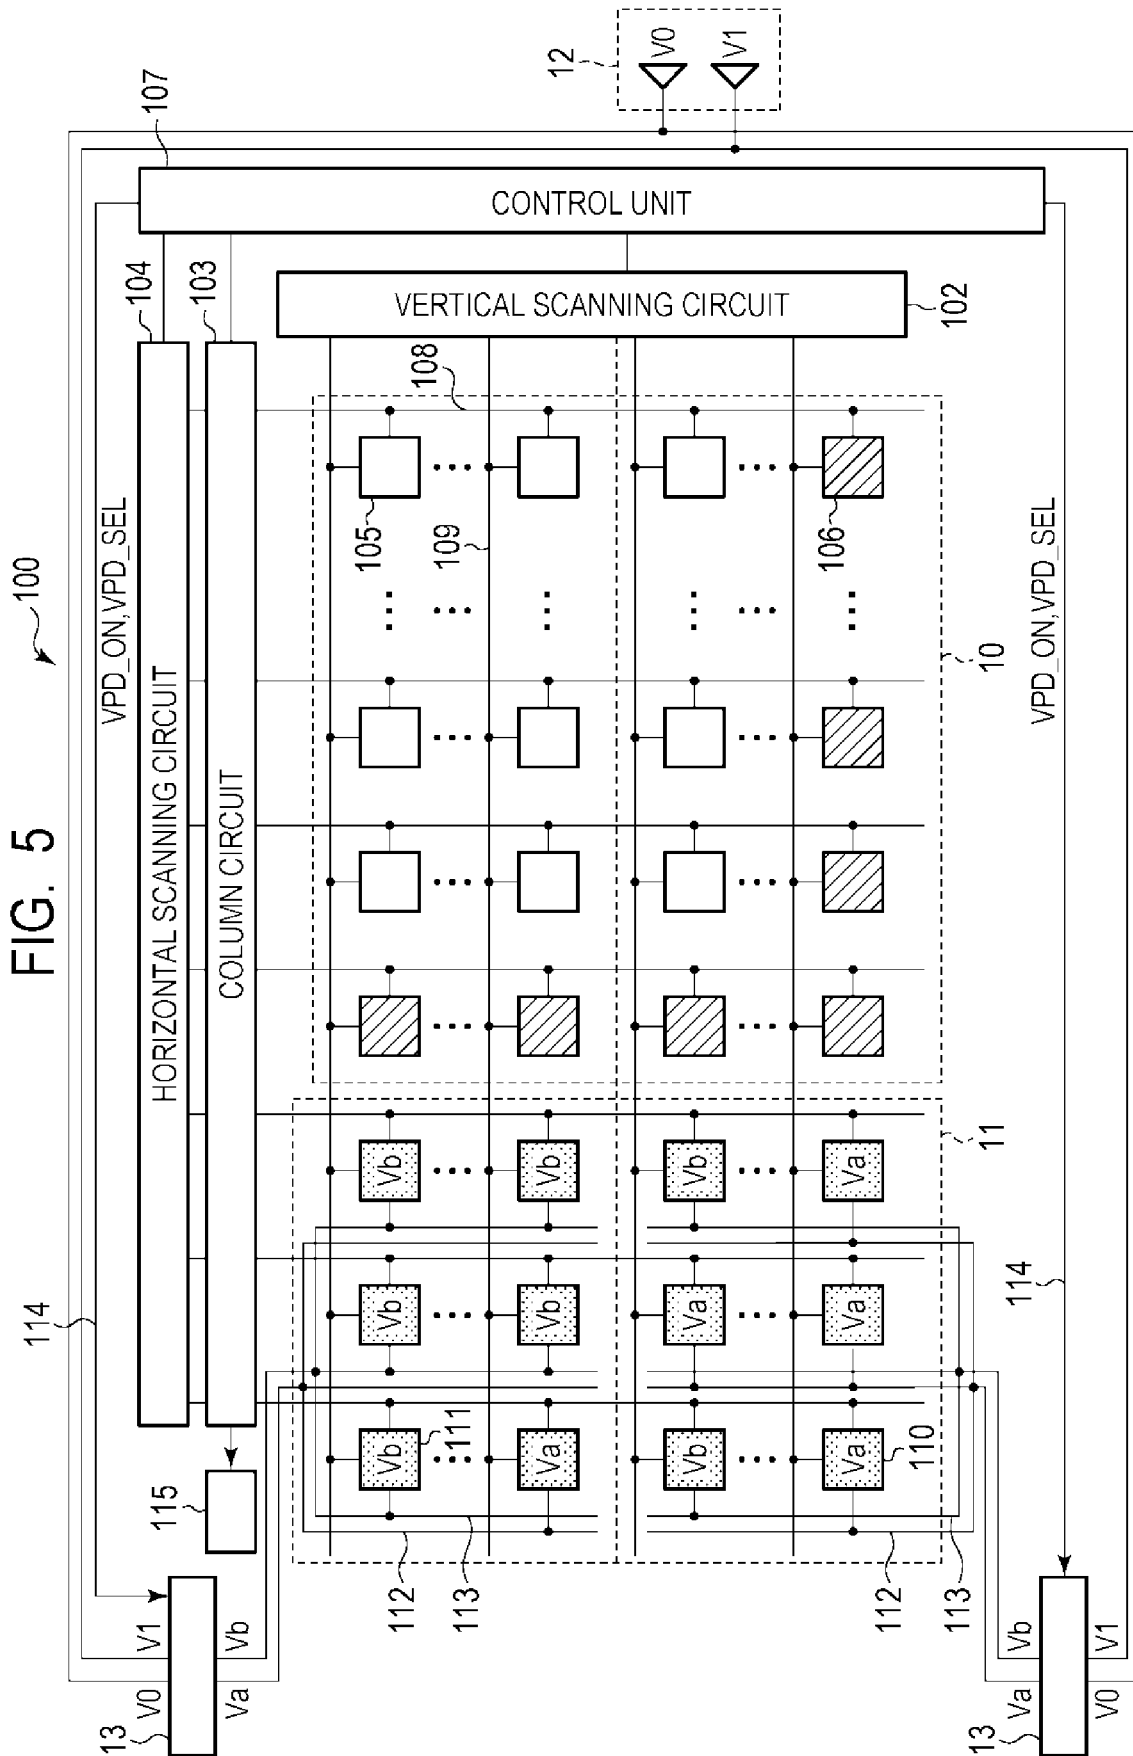 FIG. 5
100
114
VPD_ON,VPD_SEL
107
104
13
V0
V1
115
HORIZONTAL SCANNING CIRCUIT
103
Va
Vb
COLUMN CIRCUIT
105
108
112
113
Vb
Vb
Vb
111
109
CONTROL UNIT
VERTICAL SCANNING CIRCUIT
102
Va
Vb
Vb
12
V0
V1
Vb
Va
Vb
106
Va
Va
Va
110
112
113
11
10
114
VPD_ON,VPD_SEL
Va
Vb
13
V0
V1